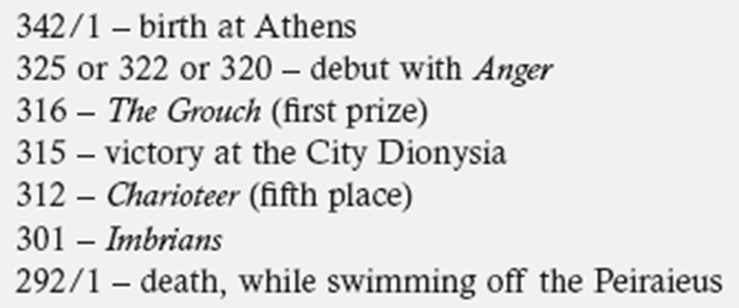 342/1 – birth at Athens
325 or 322 or 320 – debut with Anger
316 – The Grouch (first prize)
315 – victory at the City Dionysia
312 – Charioteer (fifth place)
301 – Imbrians
292/1 – death, while swimming off the Peiraieus